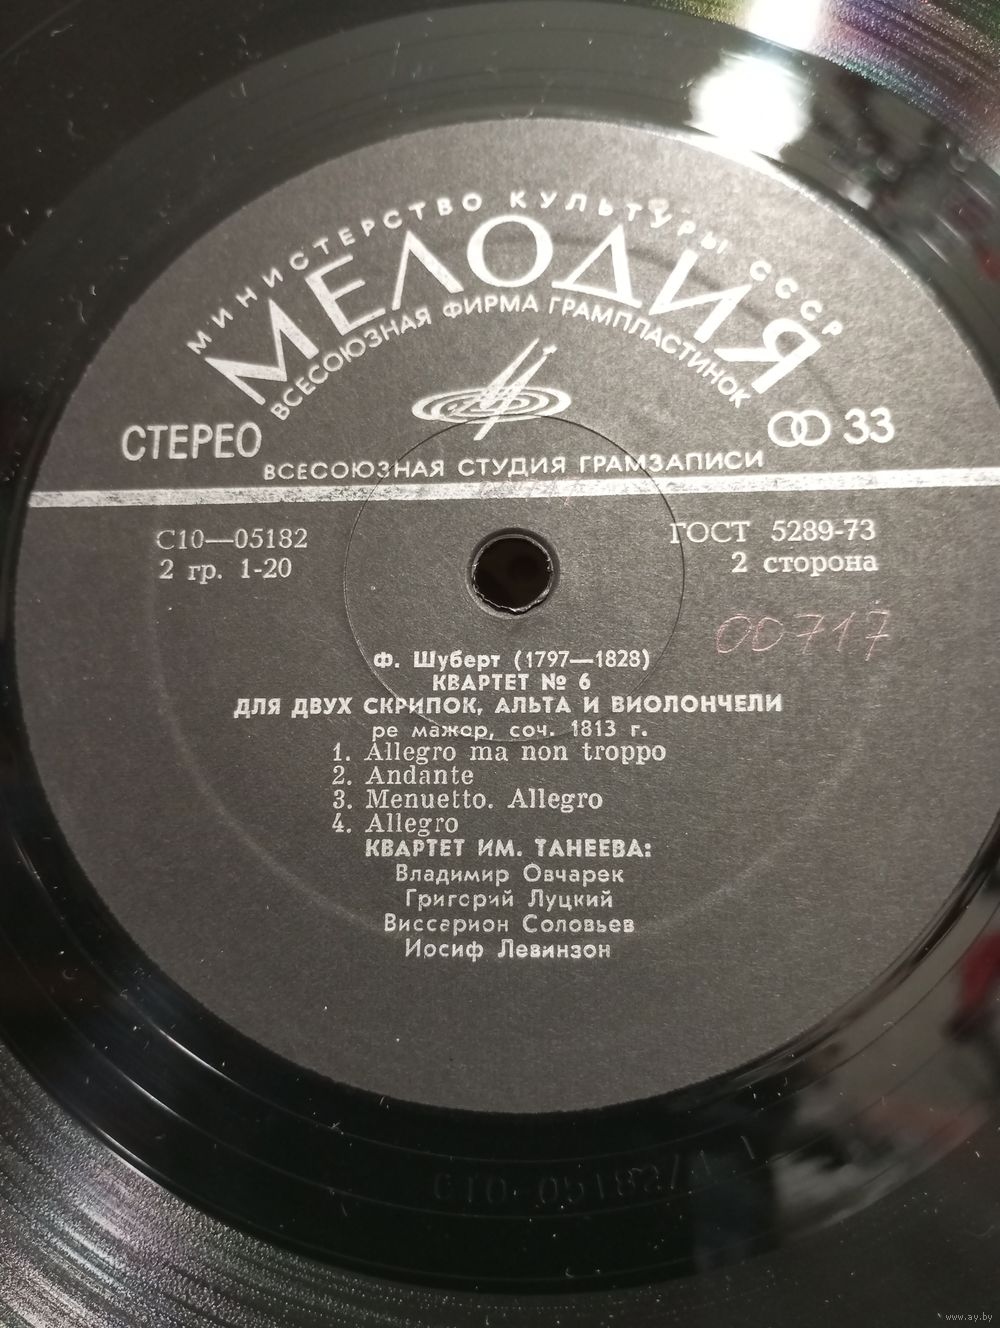 МИНИСТЕРСТВО КУЛЬТУРЫ СССР
МЕЛОДИЯ
ВСЕСОЮЗНАЯ ФИРМА ГРАМПЛАСТИНОК
СТЕРЕО
33
ВСЕСОЮЗНАЯ СТУДИЯ ГРАМЗАПИСИ
С10—05182
ГОСТ 5289-73
2 гр. 1-20
2 сторона
00717
Ф. Шуберт (1797—1828)
КВАРТЕТ № 6
ДЛЯ ДВУХ СКРИПОК, АЛЬТА И ВИОЛОНЧЕЛИ
ре мажор, соч. 1813 г.
1. Allegro ma non troppo
2. Andante
3. Menuetto. Allegro
4. Allegro
КВАРТЕТ ИМ. ТАНЕЕВА:
Владимир Овчарек
Григорий Луцкий
Виссарион Соловьев
Иосиф Левинзон
www.ay.by